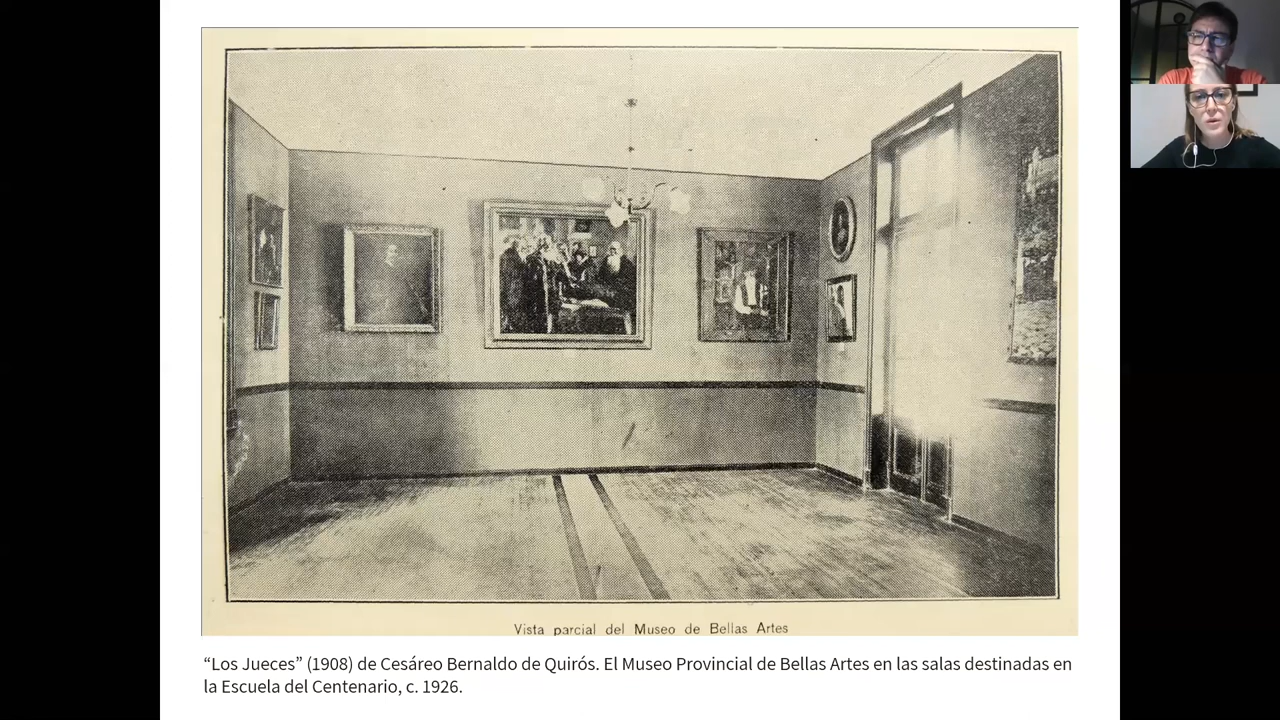 Vista parcial del Museo de Bellas Artes
“Los Jueces” (1908) de Cesáreo Bernaldo de Quirós. El Museo Provincial de Bellas Artes en las salas destinadas en
la Escuela del Centenario, c. 1926.